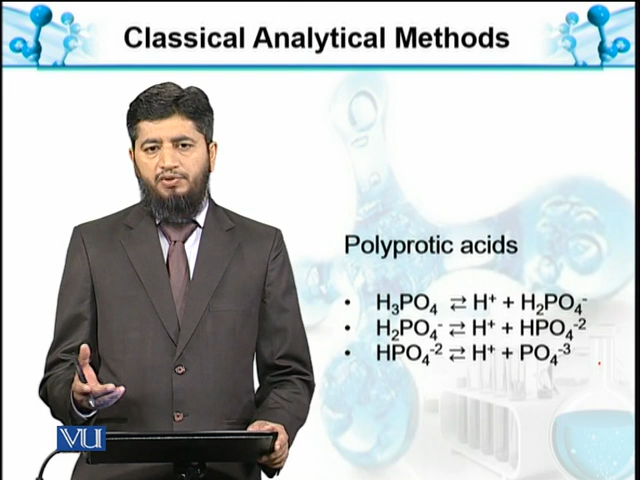 Classical Analytical Methods
Polyprotic acids
• H₃PO₄ ⇄ H⁺ + H₂PO₄⁻
• H₂PO₄⁻ ⇄ H⁺ + HPO₄⁻²
• HPO₄⁻² ⇄ H⁺ + PO₄⁻³
VU